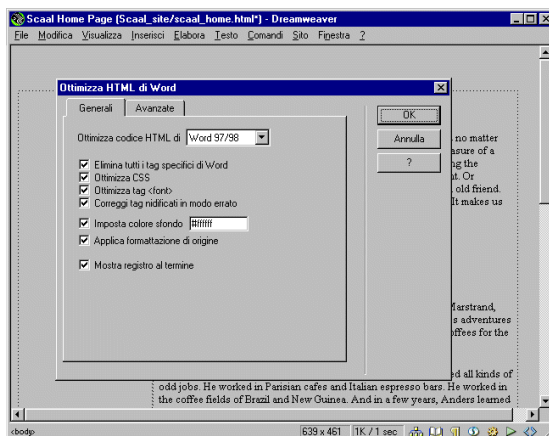 Scaal Home Page (Scaal_site/scaal_home.html*) - Dreamweaver
File Modifica Visualizza Inserisci Elabora Testo Comandi Sito Finestra ?
Ottimizza HTML di Word
Generali Avanzate
OK
Annulla
?
Ottimizza codice HTML di Word 97/98
Elimina tutti i tag specifici di Word
Ottimizza CSS
Ottimizza tag <font>
Correggi tag nidificati in modo errato
Imposta colore sfondo #ffffff
Applica formattazione di origine
Mostra registro al termine
no matter
asure of a
ng the
nt. Or
old friend.
It makes us
Marstrand,
s adventures
offees for the
ed all kinds of
odd jobs. He worked in Parisian cafes and Italian espresso bars. He worked in
the coffee fields of Brazil and New Guinea. And in a few years, Anders learned
<body> 639 x 461 1K / 1 sec